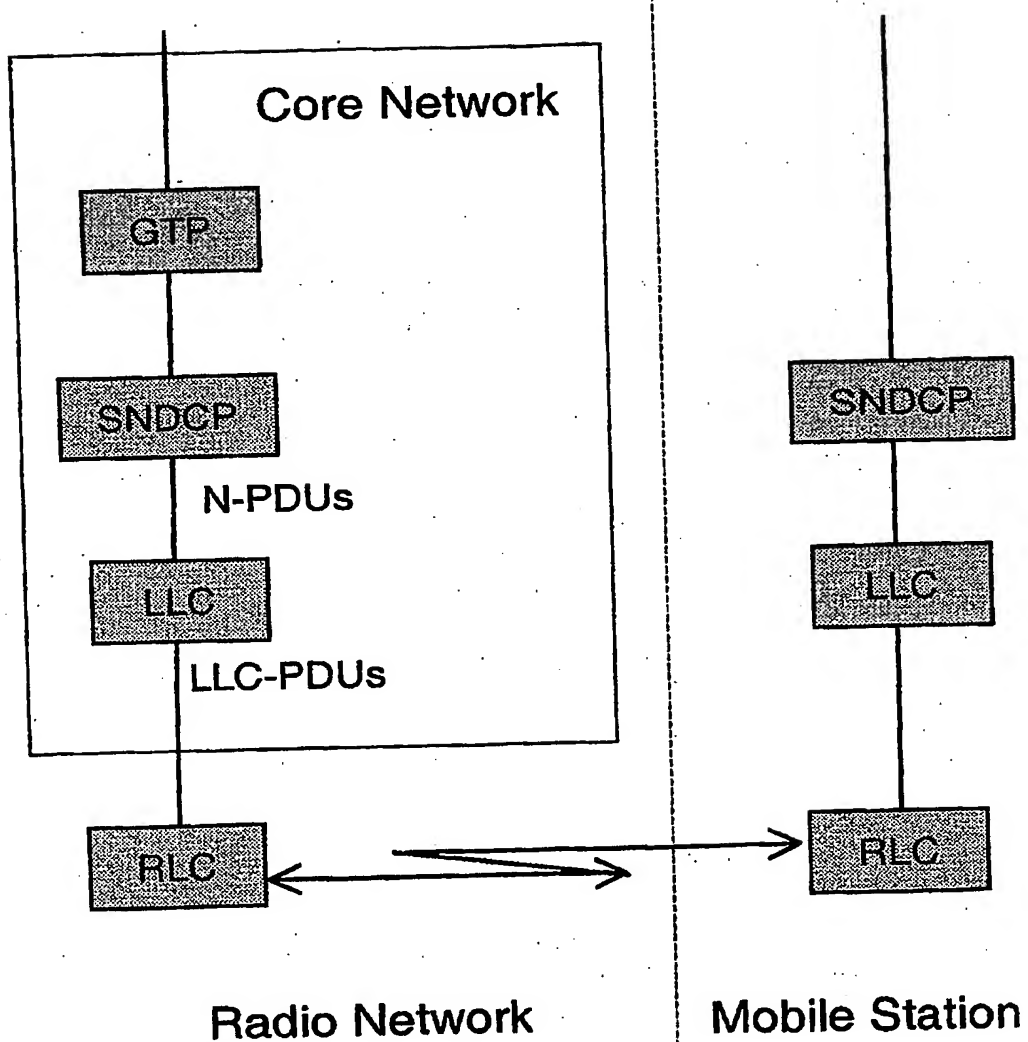 Core Network
GTP
SNDCP
N-PDUs
LLC
LLC-PDUs
RLC
Radio Network
SNDCP
LLC
RLC
Mobile Station